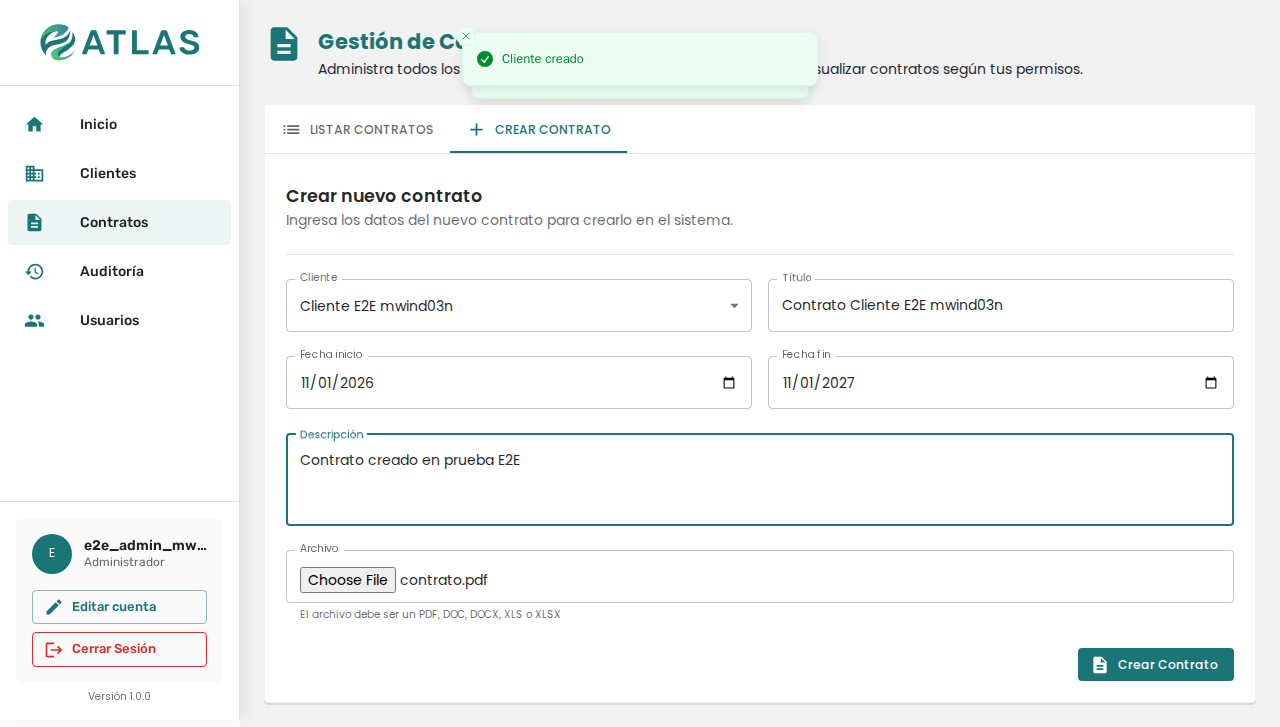 ATLAS
Inicio
Clientes
Contratos
Auditoría
Usuarios
E
e2e_admin_mw...
Administrador
Editar cuenta
Cerrar Sesión
Versión 1.0.0
Gestión de Co
Administra todos los
sualizar contratos según tus permisos.
Cliente creado
LISTAR CONTRATOS
CREAR CONTRATO
Crear nuevo contrato
Ingresa los datos del nuevo contrato para crearlo en el sistema.
Cliente
Cliente E2E mwind03n
Título
Contrato Cliente E2E mwind03n
Fecha inicio
11/01/2026
Fecha fin
11/01/2027
Descripción
Contrato creado en prueba E2E
Archivo
Choose File contrato.pdf
El archivo debe ser un PDF, DOC, DOCX, XLS o XLSX
Crear Contrato